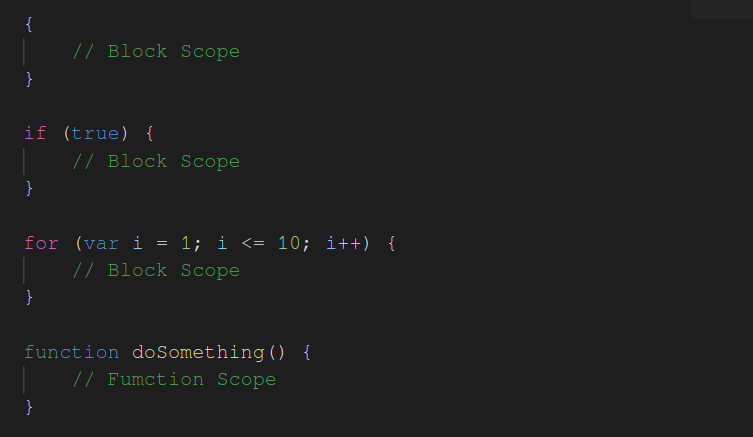 {
// Block Scope
}
if (true) {
// Block Scope
}
for (var i = 1; i <= 10; i++) {
// Block Scope
}
function doSomething() {
// Fumction Scope
}